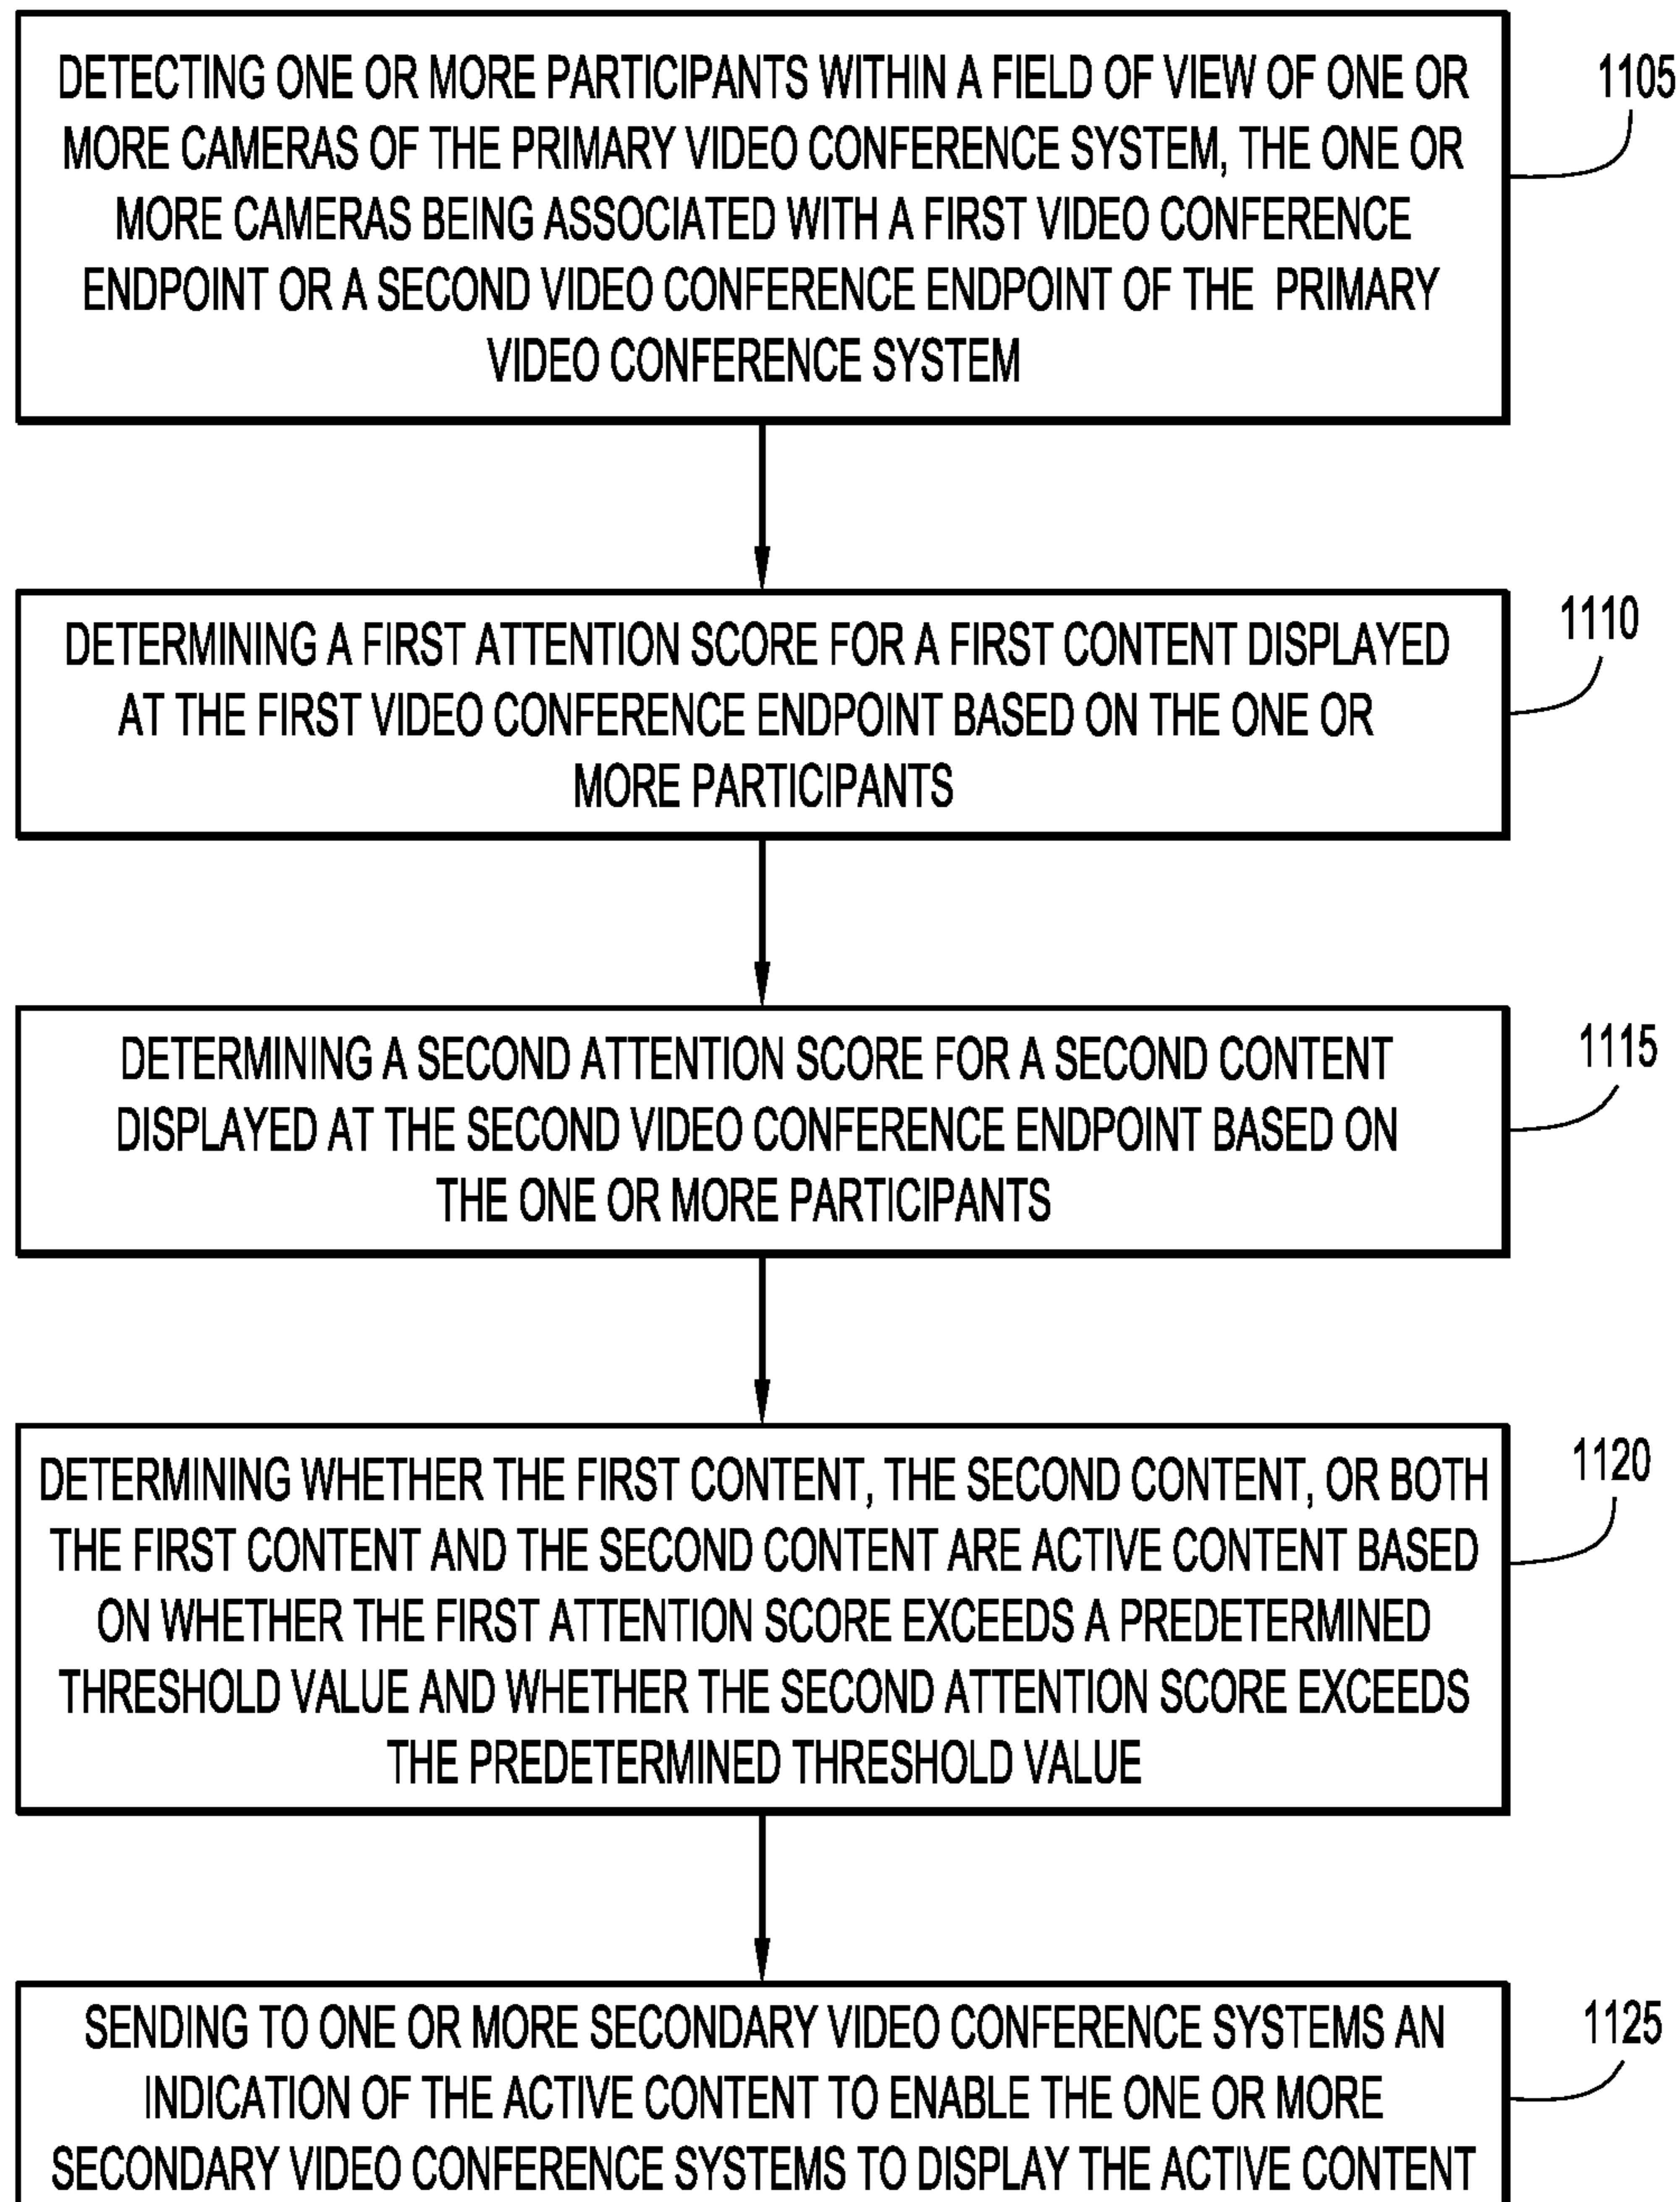 DETECTING ONE OR MORE PARTICIPANTS WITHIN A FIELD OF VIEW OF ONE OR
MORE CAMERAS OF THE PRIMARY VIDEO CONFERENCE SYSTEM, THE ONE OR
MORE CAMERAS BEING ASSOCIATED WITH A FIRST VIDEO CONFERENCE
ENDPOINT OR A SECOND VIDEO CONFERENCE ENDPOINT OF THE PRIMARY
VIDEO CONFERENCE SYSTEM
1105
DETERMINING A FIRST ATTENTION SCORE FOR A FIRST CONTENT DISPLAYED
AT THE FIRST VIDEO CONFERENCE ENDPOINT BASED ON THE ONE OR
MORE PARTICIPANTS
1110
DETERMINING A SECOND ATTENTION SCORE FOR A SECOND CONTENT
DISPLAYED AT THE SECOND VIDEO CONFERENCE ENDPOINT BASED ON
THE ONE OR MORE PARTICIPANTS
1115
DETERMINING WHETHER THE FIRST CONTENT, THE SECOND CONTENT, OR BOTH
THE FIRST CONTENT AND THE SECOND CONTENT ARE ACTIVE CONTENT BASED
ON WHETHER THE FIRST ATTENTION SCORE EXCEEDS A PREDETERMINED
THRESHOLD VALUE AND WHETHER THE SECOND ATTENTION SCORE EXCEEDS
THE PREDETERMINED THRESHOLD VALUE
1120
SENDING TO ONE OR MORE SECONDARY VIDEO CONFERENCE SYSTEMS AN
INDICATION OF THE ACTIVE CONTENT TO ENABLE THE ONE OR MORE
SECONDARY VIDEO CONFERENCE SYSTEMS TO DISPLAY THE ACTIVE CONTENT
1125